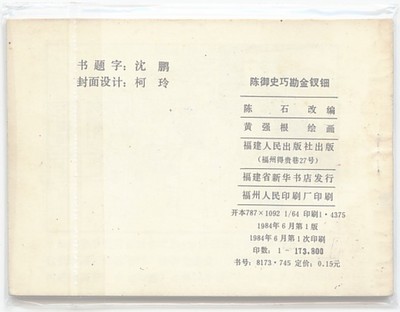 书题字：沈鹏
封面设计：柯玲
陈御史巧勘金钗钿
陈石改编
黄强根绘画
福建人民出版社出版
（福州得贵巷27号）
福建省新华书店发行
福州人民印刷厂印刷
开本787×1092 1/64 印刷1·4375
1984年6月第1版
1984年6月第1次印刷
印数：1－173,800
书号：8173·745 定价：0.15元